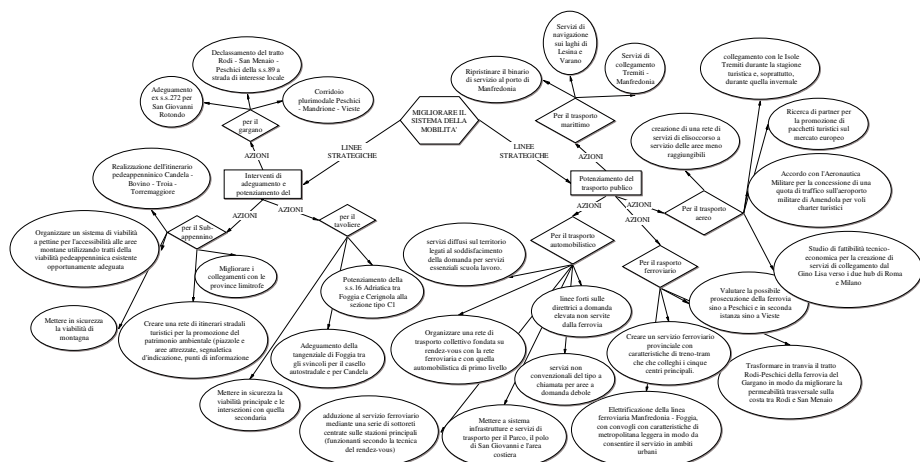 MIGLIORARE IL
SISTEMA DELLA
MOBILITA'
LINEE
STRATEGICHE
LINEE
STRATEGICHE
Interventi di
adeguamento e
potenziamento del
AZIONI
per il
gargano
Adeguamento
ex s.s.272 per
San Giovanni
Rotondo
Declassamento del tratto
Rodi - San Menaio -
Peschici della s.s.89 a
strada di interesse locale
Corridoio
plurimodale Peschici
- Mandrione - Vieste
AZIONI
per il Sub-
appennino
Realizzazione dell'itinerario
pedeappenninico Candela -
Bovino - Troia -
Torremaggiore
Organizzare un sistema di viabilità
a pettine per l'accessibilità alle aree
montane utilizzando tratti della
viabilità pedeappenninica esistente
opportunamente adeguata
Mettere in sicurezza
la viabilità di
montagna
Creare una rete di itinerari stradali
turistici per la promozione del
patrimonio ambientale (piazzole e
aree attrezzate, segnaletica
d'indicazione, punti di informazione
Migliorare i
collegamenti con le
province limitrofe
AZIONI
per il
tavoliere
Mettere in sicurezza la
viabilità principale e le
intersezioni con quella
secondaria
Adeguamento della
tangenziale di Foggia tra
gli svincoli per il casello
autostradale e per Candela
Potenziamento della
s.s.16 Adriatica tra
Foggia e Cerignola alla
sezione tipo C1
Potenziamento del
trasporto publico
AZIONI
Per il trasporto
marittimo
Ripristinare il binario
di servizio al porto di
Manfredonia
Servizi di
navigazione
sui laghi di
Lesina e
Varano
Servizi di
collegamento
Tremiti -
Manfredonia
AZIONI
Per il trasporto
aereo
creazione di una rete di
servizi di elisoccorso a
servizio delle aree meno
raggiungibili
collegamento con le Isole
Tremiti durante la stagione
turistica e, soprattutto,
durante quella invernale
Ricerca di partner per
la promozione di
pacchetti turistici sul
mercato europeo
Accordo con l'Aeronautica
Militare per la concessione di una
quota di traffico sull'aeroporto
militare di Amendola per voli
charter turistici
Studio di fattibilità tecnico-
economica per la creazione di
servizi di collegamento dal
Gino Lisa verso i due hub di Roma
e Milano
AZIONI
Per il trasporto
automobilistico
servizi diffusi sul territorio
legati al soddisfacimento
della domanda per servizi
essenziali scuola lavoro.
Organizzare una rete di
trasporto collettivo fondata su
rendez-vous con la rete
ferroviaria e con quella
automobilistica di primo livello
adduzione al servizio ferroviario
mediante una serie di sottoreti
centrate sulle stazioni principali
(funzionanti secondo la tecnica
del rendez-vous)
Mettere a sistema
infrastrutture e servizi di
trasporto per il Parco, il polo
di San Giovanni e l'area
costiera
servizi non
convenzionali del tipo a
chiamata per aree a
domanda debole
linee forti sulle
direttrici a domanda
elevata non servite
dalla ferrovia
AZIONI
Per il rasporto
ferroviario
Creare un servizio ferroviario
provinciale con
caratteristiche di treno-tram
che che colleghi i cinque
centri principali.
Elettrificazione della linea
ferroviaria Manfredonia - Foggia,
con convogli con caratteristiche di
metropolitana leggera in modo da
consentire il servizio in ambiti
urbani
Valutare la possibile
prosecuzione della ferrovia
sino a Peschici e in seconda
istanza sino a Vieste
Trasformare in tranvia il tratto
Rodi-Peschici della ferrovia del
Gargano in modo da migliorare la
permeabilità trasversale sulla
costa tra Rodi e San Menaio